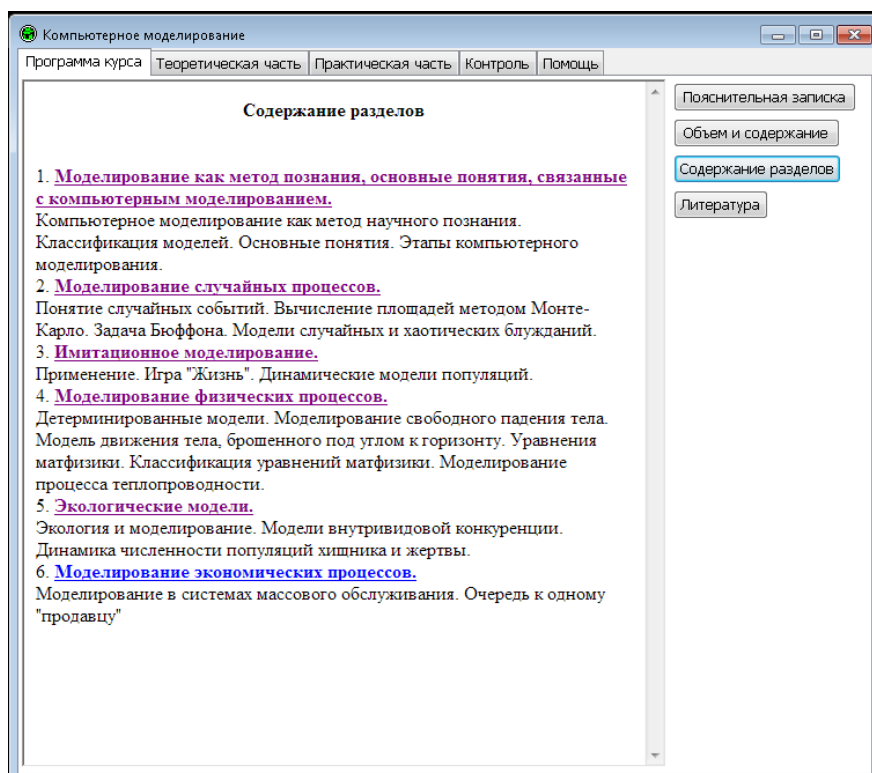 Компьютерное моделирование
Программа курса Теоретическая часть Практическая часть Контроль Помощь
Содержание разделов
1. Моделирование как метод познания, основные понятия, связанные
с компьютерным моделированием.
Компьютерное моделирование как метод научного познания.
Классификация моделей. Основные понятия. Этапы компьютерного
моделирования.
2. Моделирование случайных процессов.
Понятие случайных событий. Вычисление площадей методом Монте-
Карло. Задача Бюффона. Модели случайных и хаотических блужданий.
3. Имитационное моделирование.
Применение. Игра "Жизнь". Динамические модели популяций.
4. Моделирование физических процессов.
Детерминированные модели. Моделирование свободного падения тела.
Модель движения тела, брошенного под углом к горизонту. Уравнения
матфизики. Классификация уравнений матфизики. Моделирование
процесса теплопроводности.
5. Экологические модели.
Экология и моделирование. Модели внутривидовой конкуренции.
Динамика численности популяций хищника и жертвы.
6. Моделирование экономических процессов.
Моделирование в системах массового обслуживания. Очередь к одному
"продавцу"
Пояснительная записка
Объем и содержание
Содержание разделов
Литература